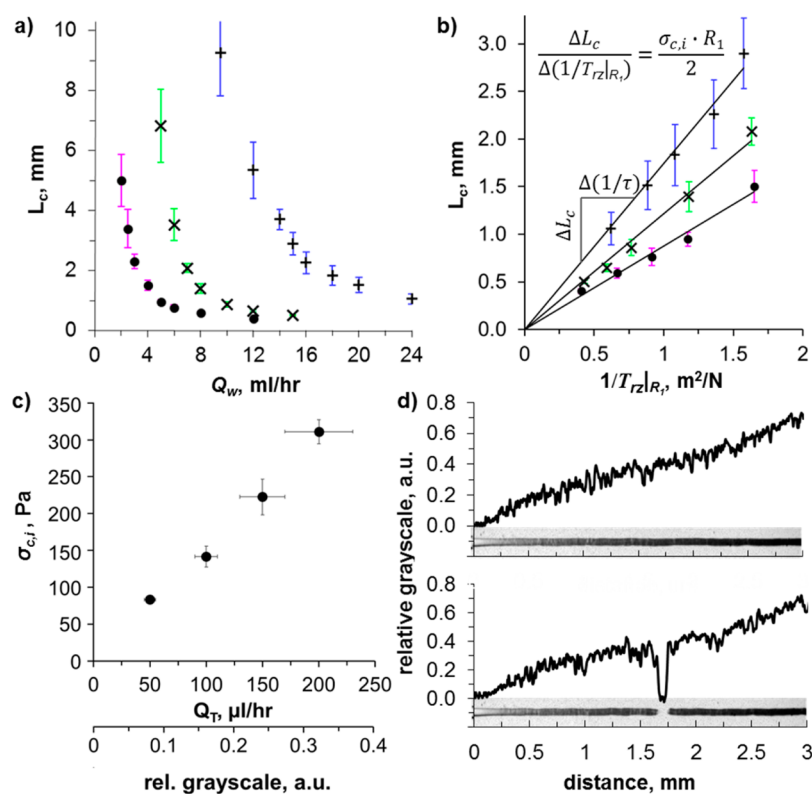 a)
10
8
6
4
2
0
L_c, mm
0 4 8 12 16 20 24
Q_w, ml/hr
b)
ΔL_c / Δ(1/T_rz|R₁) = σ_c,i · R₁ / 2
3.0
2.5
2.0
1.5
1.0
0.5
0.0
L_c, mm
Δ(1/τ)
ΔL_c
0 0.5 1 1.5 2
1/T_rz|R₁, m²/N
c)
350
300
250
200
150
100
50
0
σ_c,i, Pa
0 50 100 150 200 250
Q_T, µl/hr
0 0.1 0.2 0.3 0.4
rel. grayscale, a.u.
d)
0.8
0.6
0.4
0.2
0.0
0.8
0.6
0.4
0.2
0.0
relative grayscale, a.u.
0 0.5 1 1.5 2 2.5 3
distance, mm